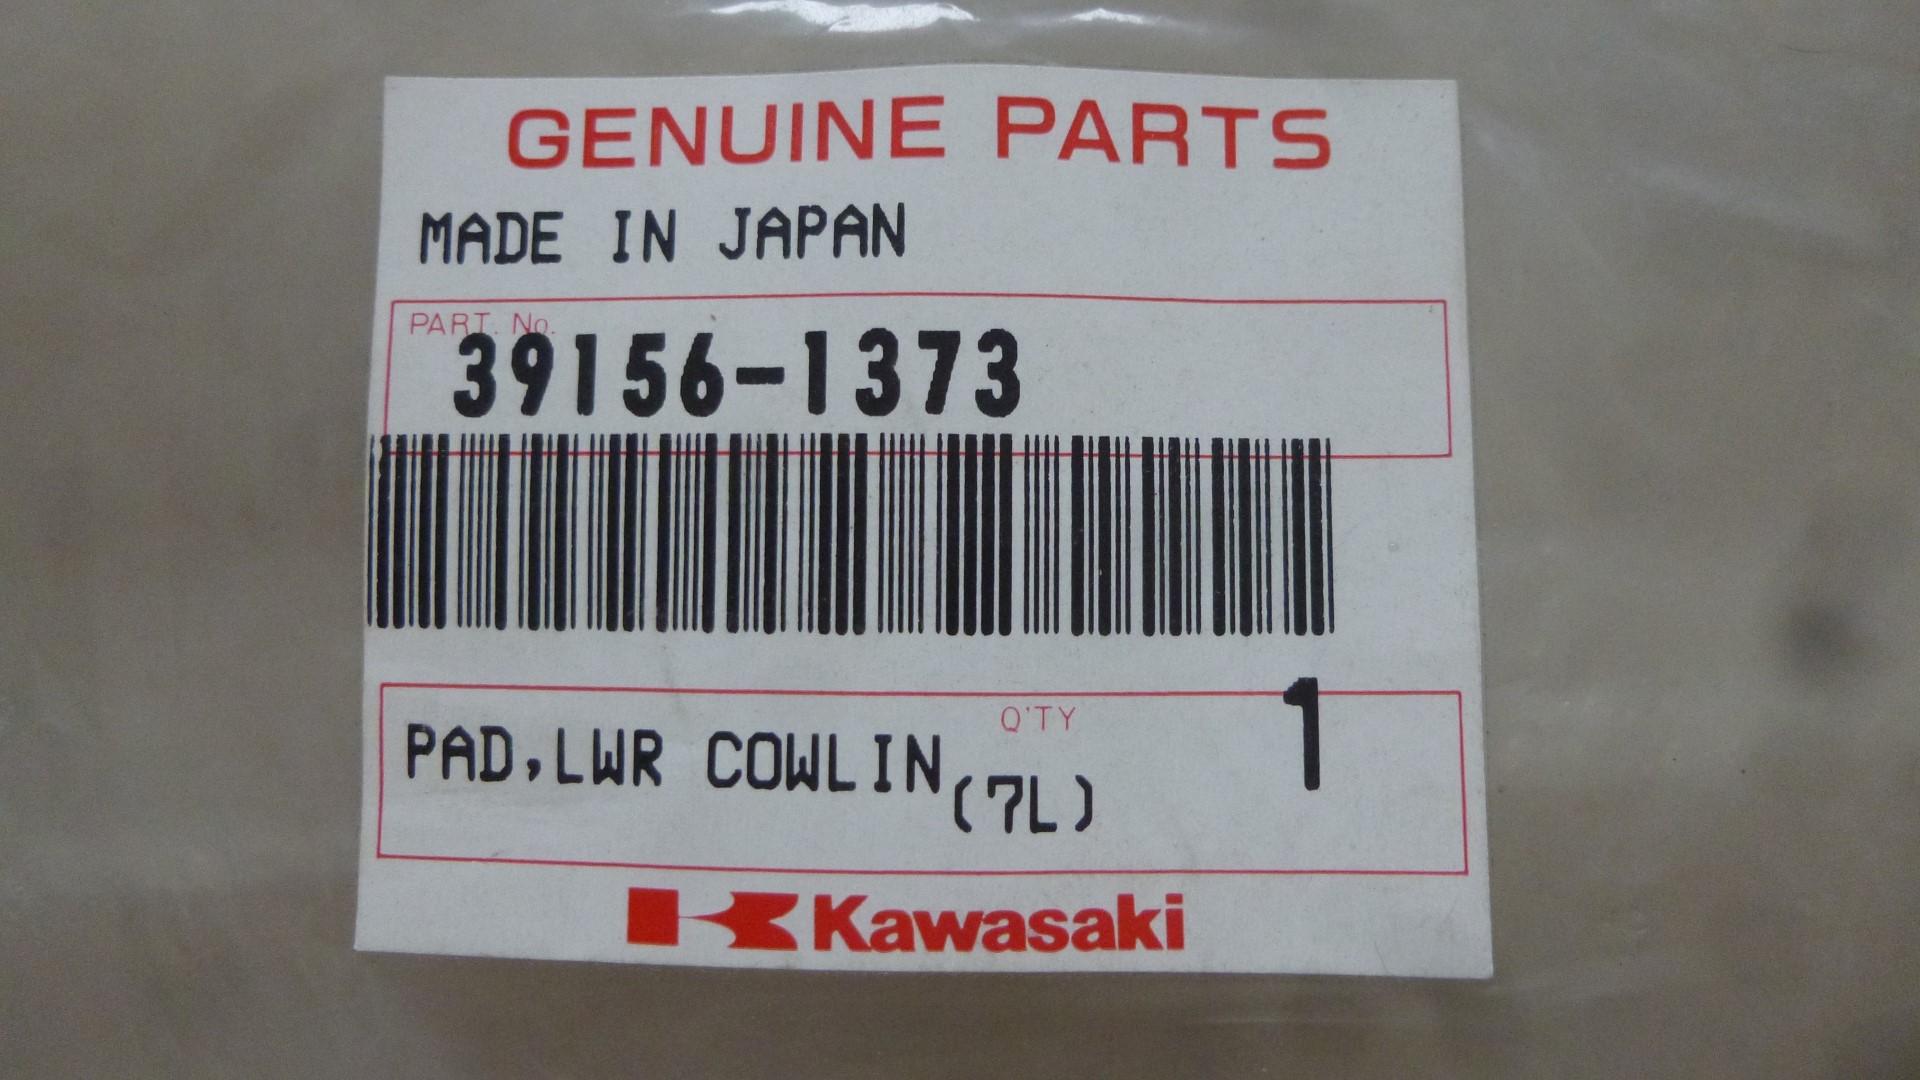 GENUINE PARTS
MADE IN JAPAN
PART. No.
39156-1373
Q'TY
PAD,LWR COWLIN(7L) 1
Kawasaki